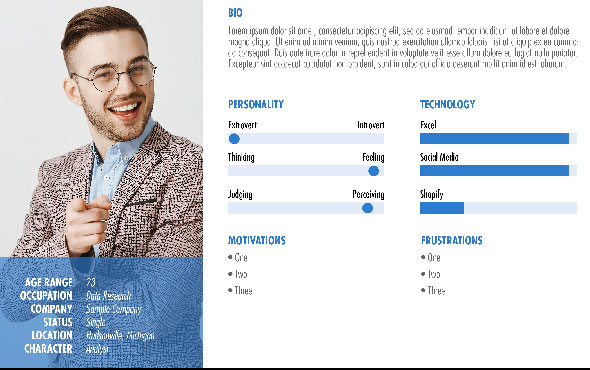 BIO
Lorem ipsum dolor sit amet, consectetur adipiscing elit, sed do eiusmod tempor incididunt ut labore et dolore
magna aliqua. Ut enim ad minim veniam, quis nostrud exercitation ullamco laboris nisi ut aliquip ex ea commo-
do consequat. Duis aute irure dolor in reprehenderit in voluptate velit esse cillum dolore eu fugiat nulla pariatur.
Excepteur sint occaecat cupidatat non proident, sunt in culpa qui officia deserunt mollit anim id est laborum.
PERSONALITY
Extrovert Introvert
Thinking Feeling
Judging Perceiving
TECHNOLOGY
Excel
Social Media
Shopify
MOTIVATIONS
• One
• Two
• Three
FRUSTRATIONS
• One
• Two
• Three
AGE RANGE
OCCUPATION Data Research
COMPANY Sample Company
STATUS Single
LOCATION Hudsonville, Michigan
CHARACTER Analyst